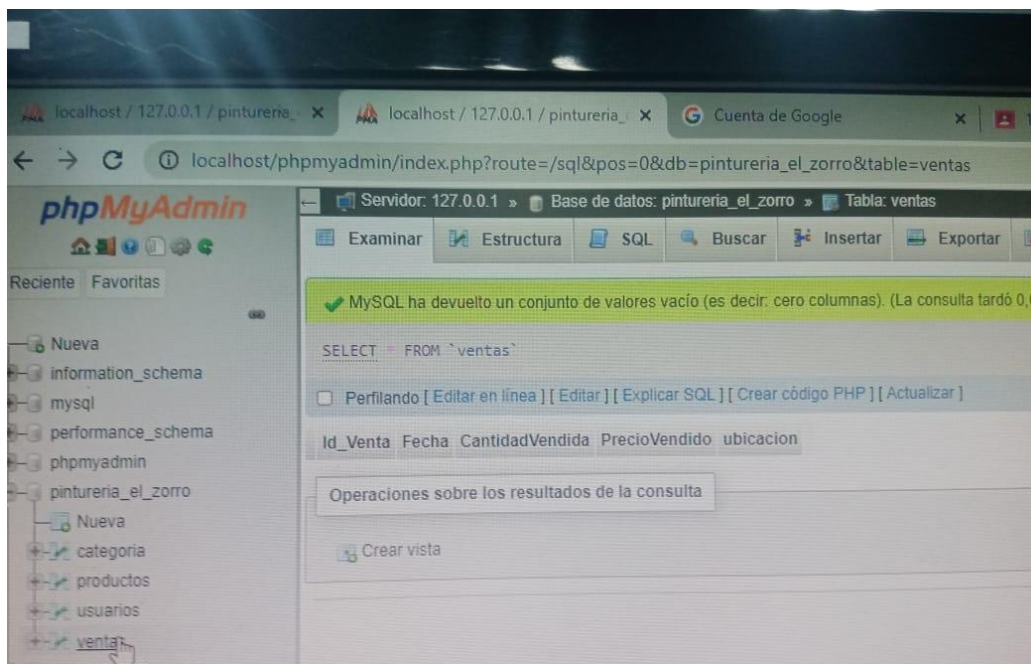 localhost / 127.0.0.1 / pintureria_
localhost / 127.0.0.1 / pintureria_
Cuenta de Google
localhost/phpmyadmin/index.php?route=/sql&pos=0&db=pintureria_el_zorro&table=ventas
phpMyAdmin
Reciente Favoritas
Nueva
information_schema
mysql
performance_schema
phpmyadmin
pintureria_el_zorro
Nueva
categoria
productos
usuarios
ventas
Servidor: 127.0.0.1 » Base de datos: pintureria_el_zorro » Tabla: ventas
Examinar Estructura SQL Buscar Insertar Exportar
MySQL ha devuelto un conjunto de valores vacío (es decir: cero columnas). (La consulta tardó 0,
SELECT * FROM `ventas`
Perfilando [ Editar en línea ] [ Editar ] [ Explicar SQL ] [ Crear código PHP ] [ Actualizar ]
Id_Venta Fecha CantidadVendida PrecioVendido ubicacion
Operaciones sobre los resultados de la consulta
Crear vista